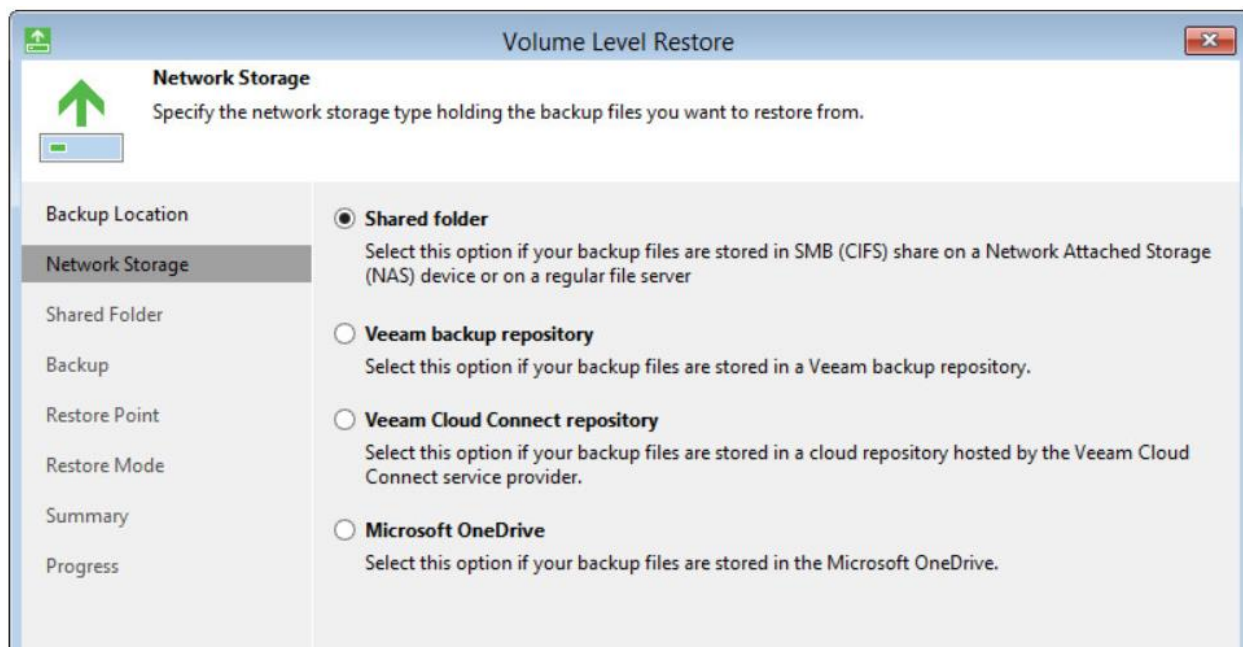 Volume Level Restore
Network Storage
Specify the network storage type holding the backup files you want to restore from.
Backup Location
Network Storage
Shared Folder
Backup
Restore Point
Restore Mode
Summary
Progress
Shared folder
Select this option if your backup files are stored in SMB (CIFS) share on a Network Attached Storage
(NAS) device or on a regular file server
Veeam backup repository
Select this option if your backup files are stored in a Veeam backup repository.
Veeam Cloud Connect repository
Select this option if your backup files are stored in a cloud repository hosted by the Veeam Cloud
Connect service provider.
Microsoft OneDrive
Select this option if your backup files are stored in the Microsoft OneDrive.